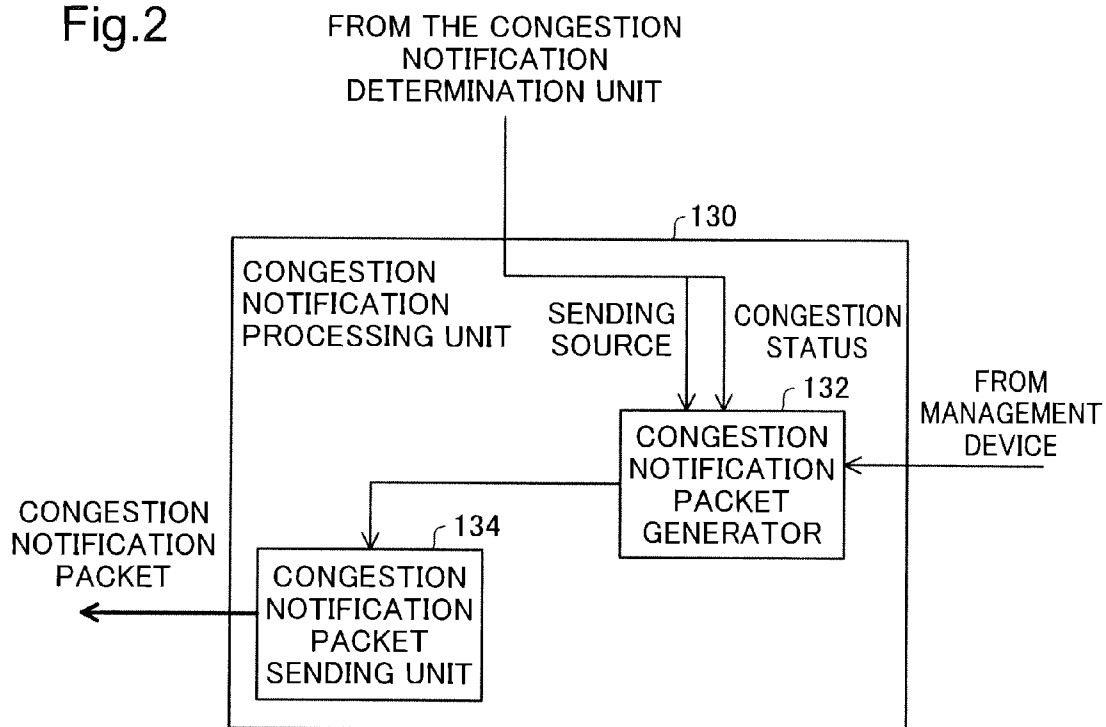 Fig.2
FROM THE CONGESTION
NOTIFICATION
DETERMINATION UNIT
130
CONGESTION
NOTIFICATION
PROCESSING UNIT
SENDING
SOURCE
CONGESTION
STATUS
132
FROM
MANAGEMENT
DEVICE
CONGESTION
NOTIFICATION
PACKET
GENERATOR
CONGESTION
NOTIFICATION
PACKET
134
CONGESTION
NOTIFICATION
PACKET
SENDING UNIT